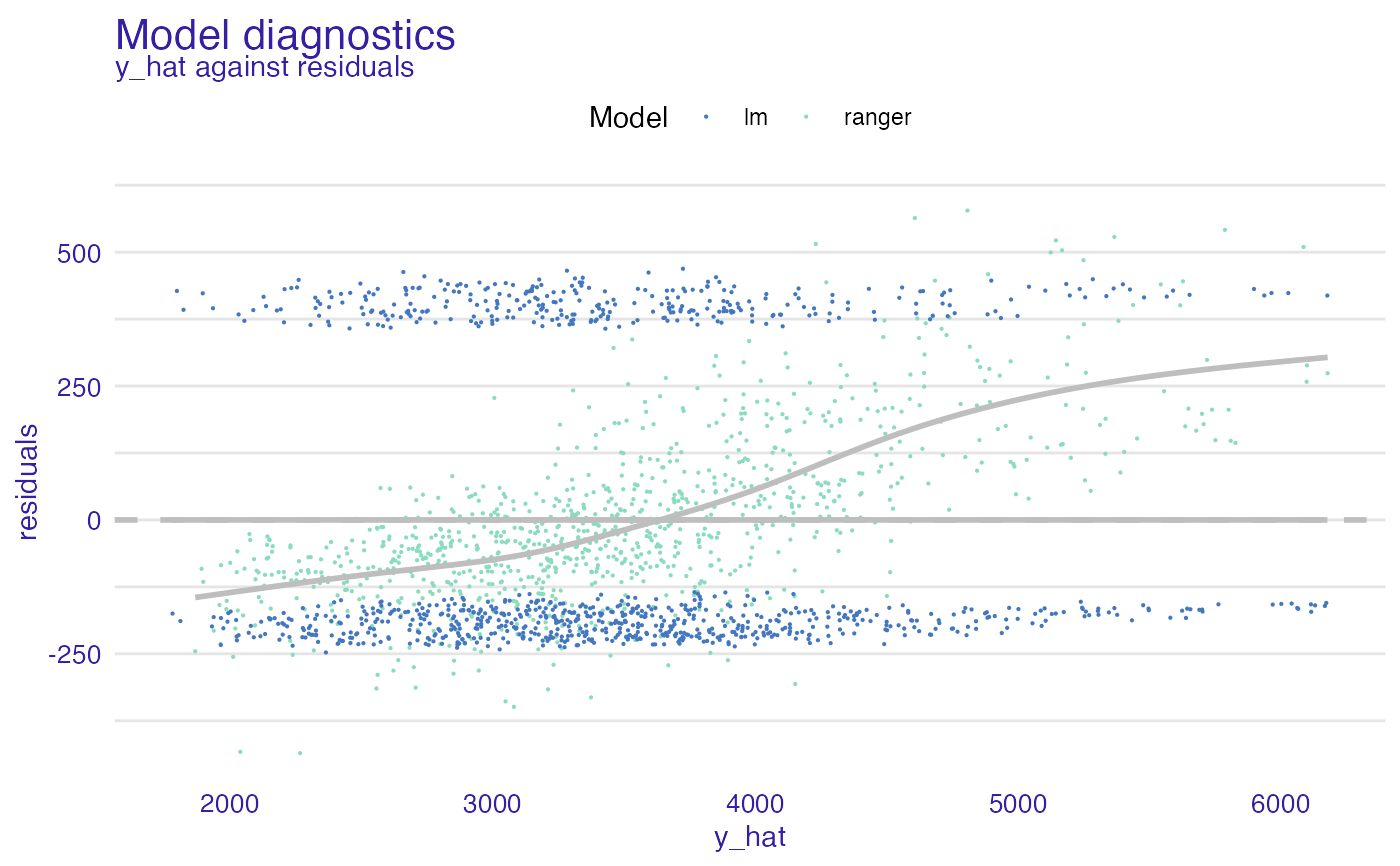 Model diagnostics
y_hat against residuals
Model lm ranger
500
250
0
-250
residuals
2000 3000 4000 5000 6000
y_hat